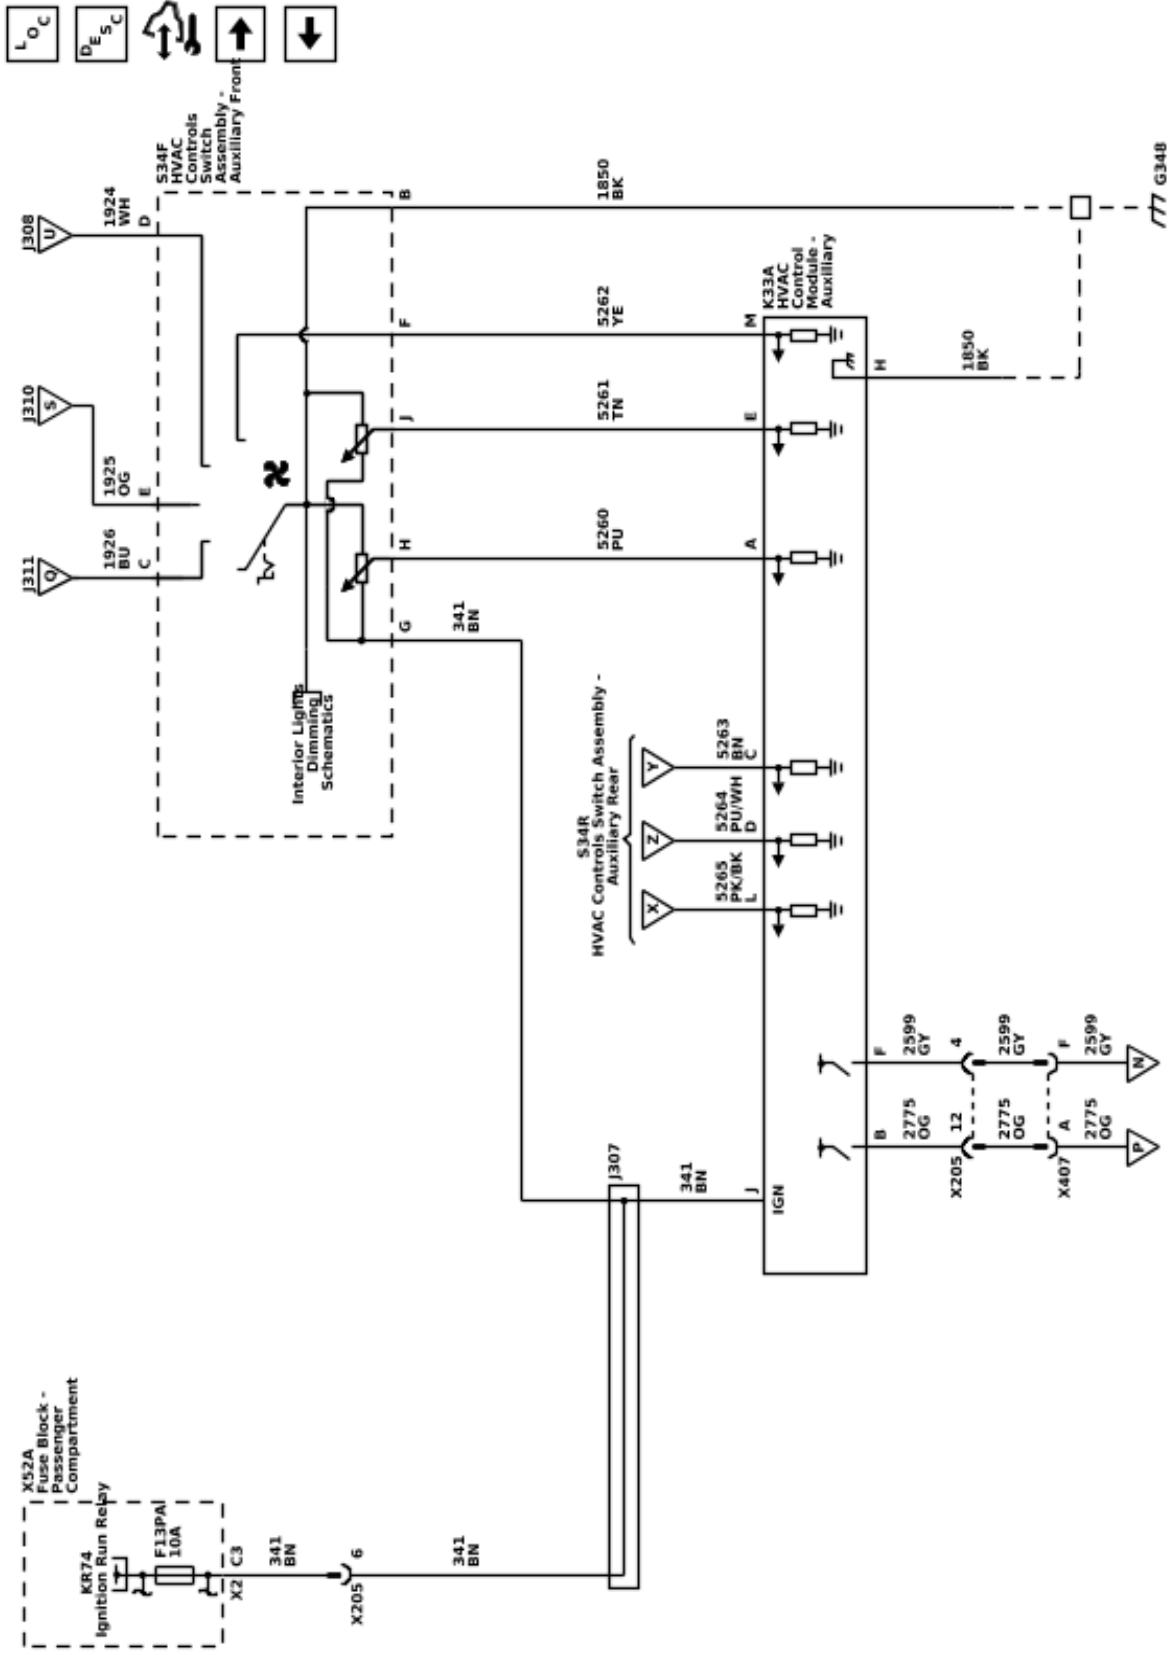 X52A
Fuse Block -
Passenger
Compartment
KR74
Ignition Run Relay
F13PA
10A
X2 C3
341
BN
X205 6
341
BN
J307
341
BN
J
IGN
J311
Q
1926
BU
C
J310
S
1925
OG
E
J308
U
1924
WH
D
S34F
HVAC
Controls
Switch
Assembly -
Auxiliary Front
Interior Lights
Dimming
Schematics
G
341
BN
H
5260
PU
A
J
5261
TN
E
F
5262
YE
M
B
1850
BK
S34R
HVAC Controls Switch Assembly -
Auxiliary Rear
X
5265
PK/BK
L
Z
5264
PU/WH
D
Y
5263
BN
C
K33A
HVAC
Control
Module -
Auxiliary
B
2775
OG
X205 12
2775
OG
X407 A
2775
OG
P
F
2599
GY
4
2599
GY
F
2599
GY
N
H
1850
BK
G348
LOC
DESC